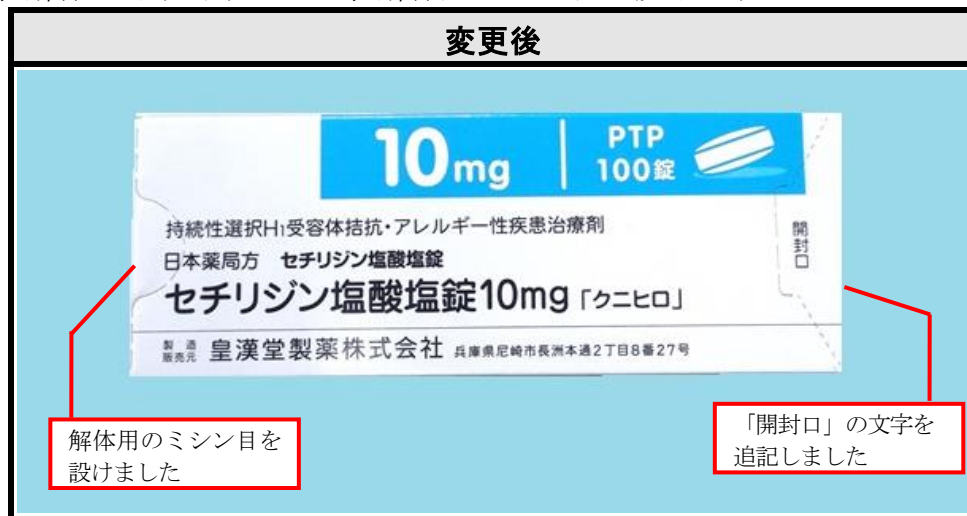 変更後
10mg
PTP
100錠
持続性選択H₁受容体拮抗・アレルギー性疾患治療剤
日本薬局方 セチリジン塩酸塩錠
セチリジン塩酸塩錠10mg「クニヒロ」
製造
販売元 皇漢堂製薬株式会社 兵庫県尼崎市長洲本通2丁目8番27号
開封口
解体用のミシン目を
設けました
「開封口」の文字を
追記しました